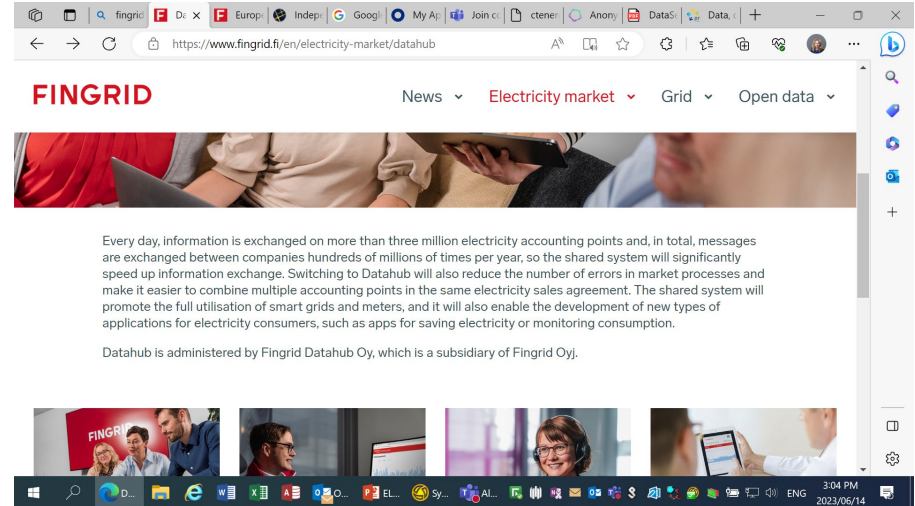 fingrid
Da
Europe
Indepe
Googl
My Ap
Join co
ctener
Anony
DataSe
Data, c
https://www.fingrid.fi/en/electricity-market/datahub
FINGRID
News
Electricity market
Grid
Open data
Every day, information is exchanged on more than three million electricity accounting points and, in total, messages
are exchanged between companies hundreds of millions of times per year, so the shared system will significantly
speed up information exchange. Switching to Datahub will also reduce the number of errors in market processes and
make it easier to combine multiple accounting points in the same electricity sales agreement. The shared system will
promote the full utilisation of smart grids and meters, and it will also enable the development of new types of
applications for electricity consumers, such as apps for saving electricity or monitoring consumption.
Datahub is administered by Fingrid Datahub Oy, which is a subsidiary of Fingrid Oyj.
FINGRID
D...
O...
EL...
Sy...
AL...
ENG
3:04 PM
2023/06/14